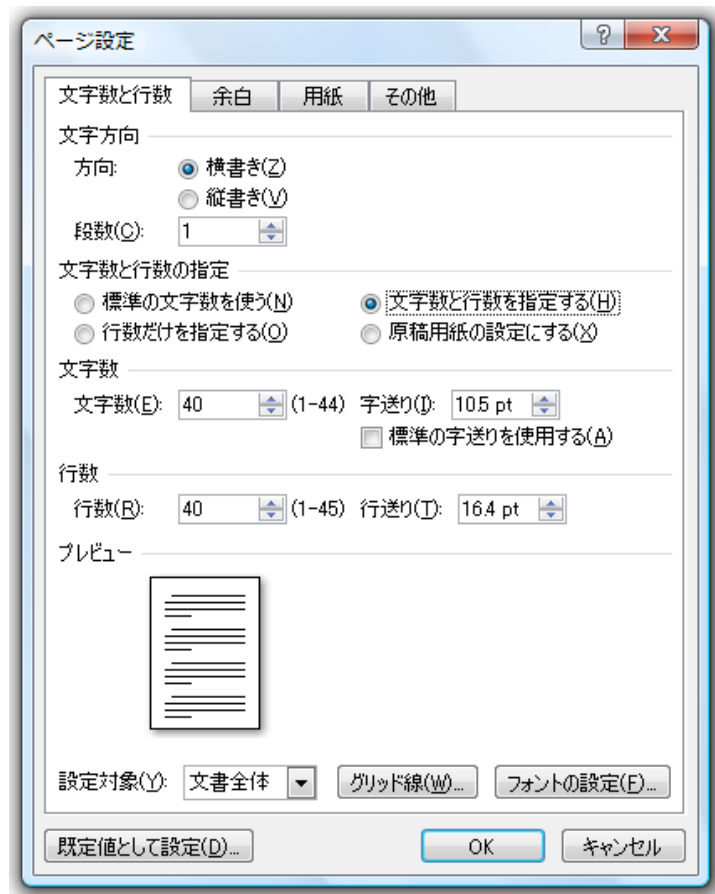 ページ設定
文字数と行数 余白 用紙 その他
文字方向
方向: 横書き(Z)
縦書き(V)
段数(C): 1
文字数と行数の指定
標準の文字数を使う(N) 文字数と行数を指定する(H)
行数だけを指定する(O) 原稿用紙の設定にする(X)
文字数
文字数(E): 40 (1-44) 字送り(I): 10.5 pt
標準の字送りを使用する(A)
行数
行数(R): 40 (1-45) 行送り(T): 16.4 pt
プレビュー
設定対象(Y): 文書全体 グリッド線(W)... フォントの設定(F)...
既定値として設定(D)... OK キャンセル